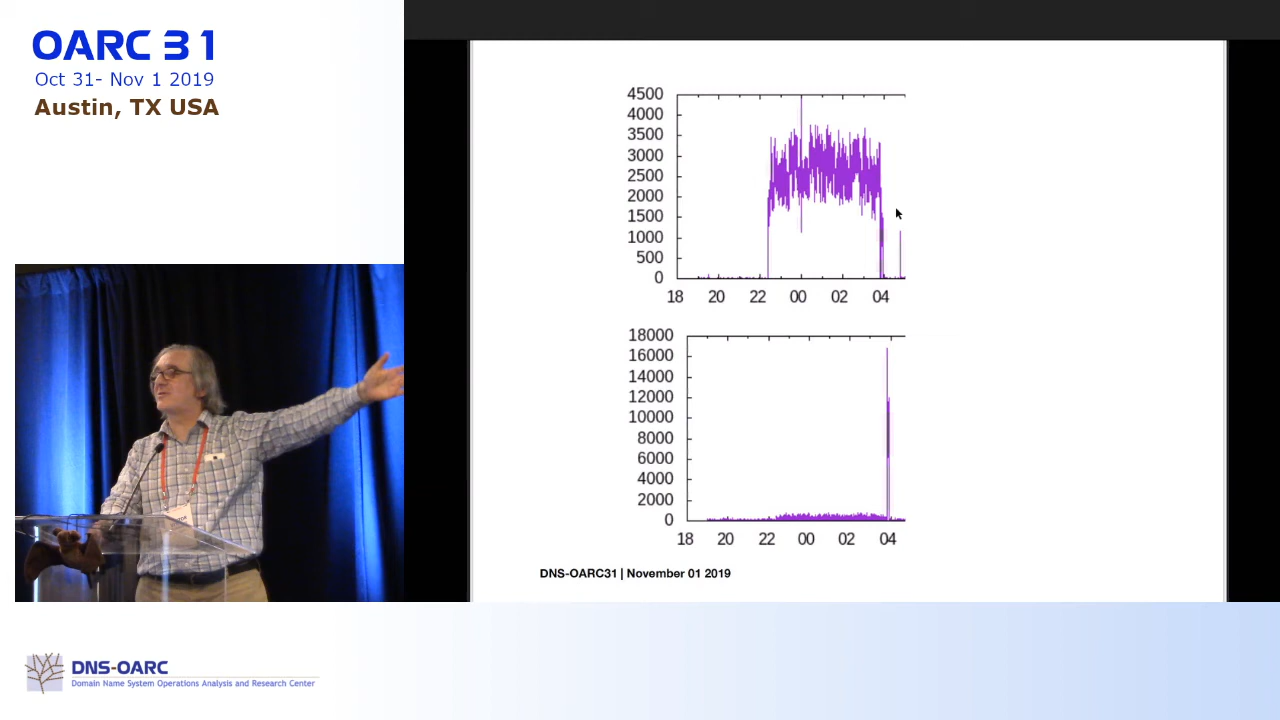 OARC 31
Oct 31- Nov 1 2019
Austin, TX USA
4500
4000
3500
3000
2500
2000
1500
1000
500
0
18 20 22 00 02 04
18000
16000
14000
12000
10000
8000
6000
4000
2000
0
18 20 22 00 02 04
DNS-OARC31 | November 01 2019
DNS-OARC
Domain Name System Operations Analysis and Research Center